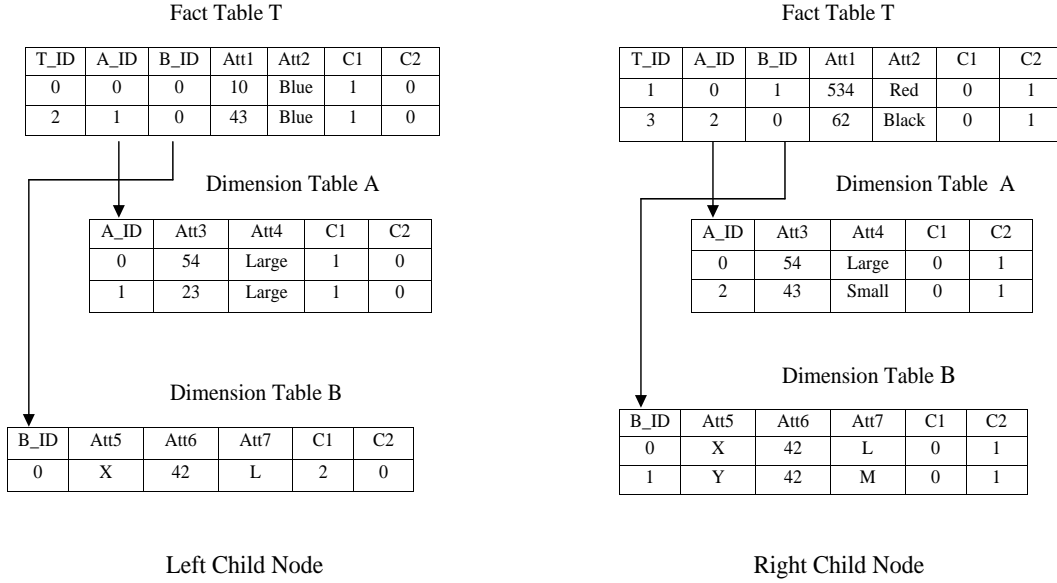 Fact Table T
T_ID A_ID B_ID Att1 Att2 C1 C2
0 0 0 10 Blue 1 0
2 1 0 43 Blue 1 0
Dimension Table A
A_ID Att3 Att4 C1 C2
0 54 Large 1 0
1 23 Large 1 0
Dimension Table B
B_ID Att5 Att6 Att7 C1 C2
0 X 42 L 2 0
Left Child Node
Fact Table T
T_ID A_ID B_ID Att1 Att2 C1 C2
1 0 1 534 Red 0 1
3 2 0 62 Black 0 1
Dimension Table A
A_ID Att3 Att4 C1 C2
0 54 Large 0 1
2 43 Small 0 1
Dimension Table B
B_ID Att5 Att6 Att7 C1 C2
0 X 42 L 0 1
1 Y 42 M 0 1
Right Child Node